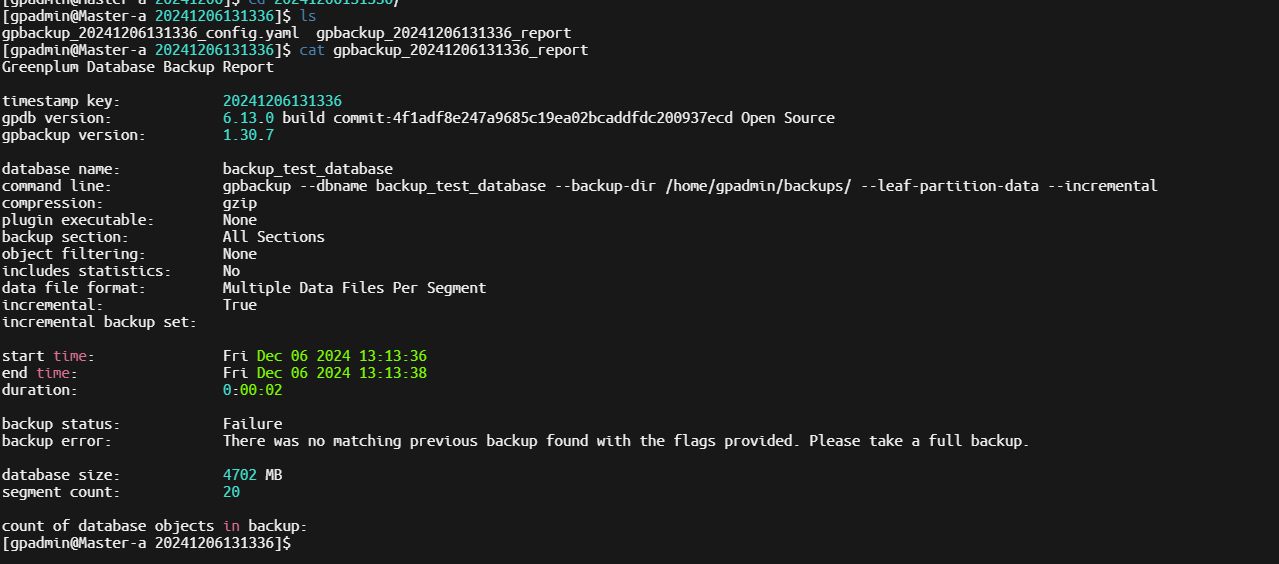 [gpadmin@Master-a 20241206]$ cd 20241206131336/
[gpadmin@Master-a 20241206131336]$ ls
gpbackup_20241206131336_config.yaml  gpbackup_20241206131336_report
[gpadmin@Master-a 20241206131336]$ cat gpbackup_20241206131336_report
Greenplum Database Backup Report
timestamp key: 20241206131336
gpdb version: 6.13.0 build commit:4f1adf8e247a9685c19ea02bcaddfdc200937ecd Open Source
gpbackup version: 1.30.7
database name: backup_test_database
command line: gpbackup --dbname backup_test_database --backup-dir /home/gpadmin/backups/ --leaf-partition-data --incremental
compression: gzip
plugin executable: None
backup section: All Sections
object filtering: None
includes statistics: No
data file format: Multiple Data Files Per Segment
incremental: True
incremental backup set:
start time: Fri Dec 06 2024 13:13:36
end time: Fri Dec 06 2024 13:13:38
duration: 0:00:02
backup status: Failure
backup error: There was no matching previous backup found with the flags provided. Please take a full backup.
database size: 4702 MB
segment count: 20
count of database objects in backup:
[gpadmin@Master-a 20241206131336]$